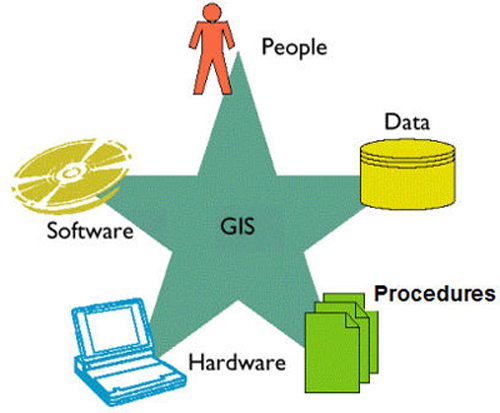 People
Data
Software
GIS
Procedures
Hardware